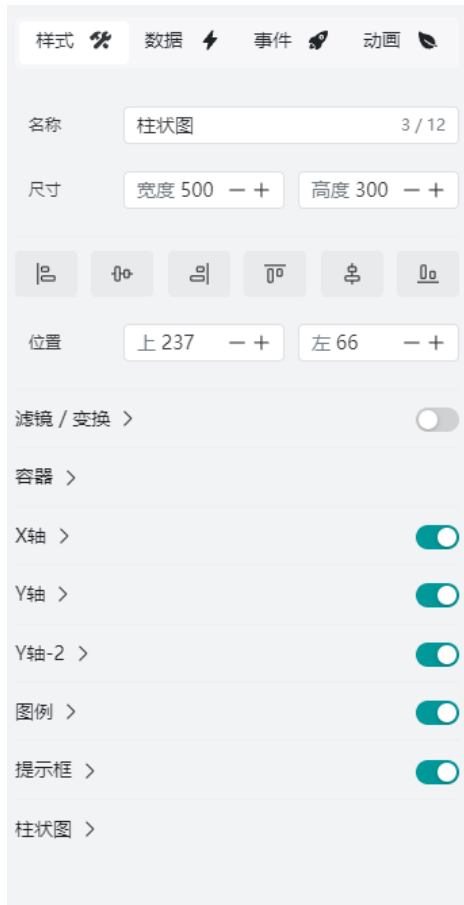 样式 数据 事件 动画
名称 柱状图 3 / 12
尺寸 宽度 500 高度 300
位置 上 237 左 66
滤镜 / 变换
容器
X轴
Y轴
Y轴-2
图例
提示框
柱状图